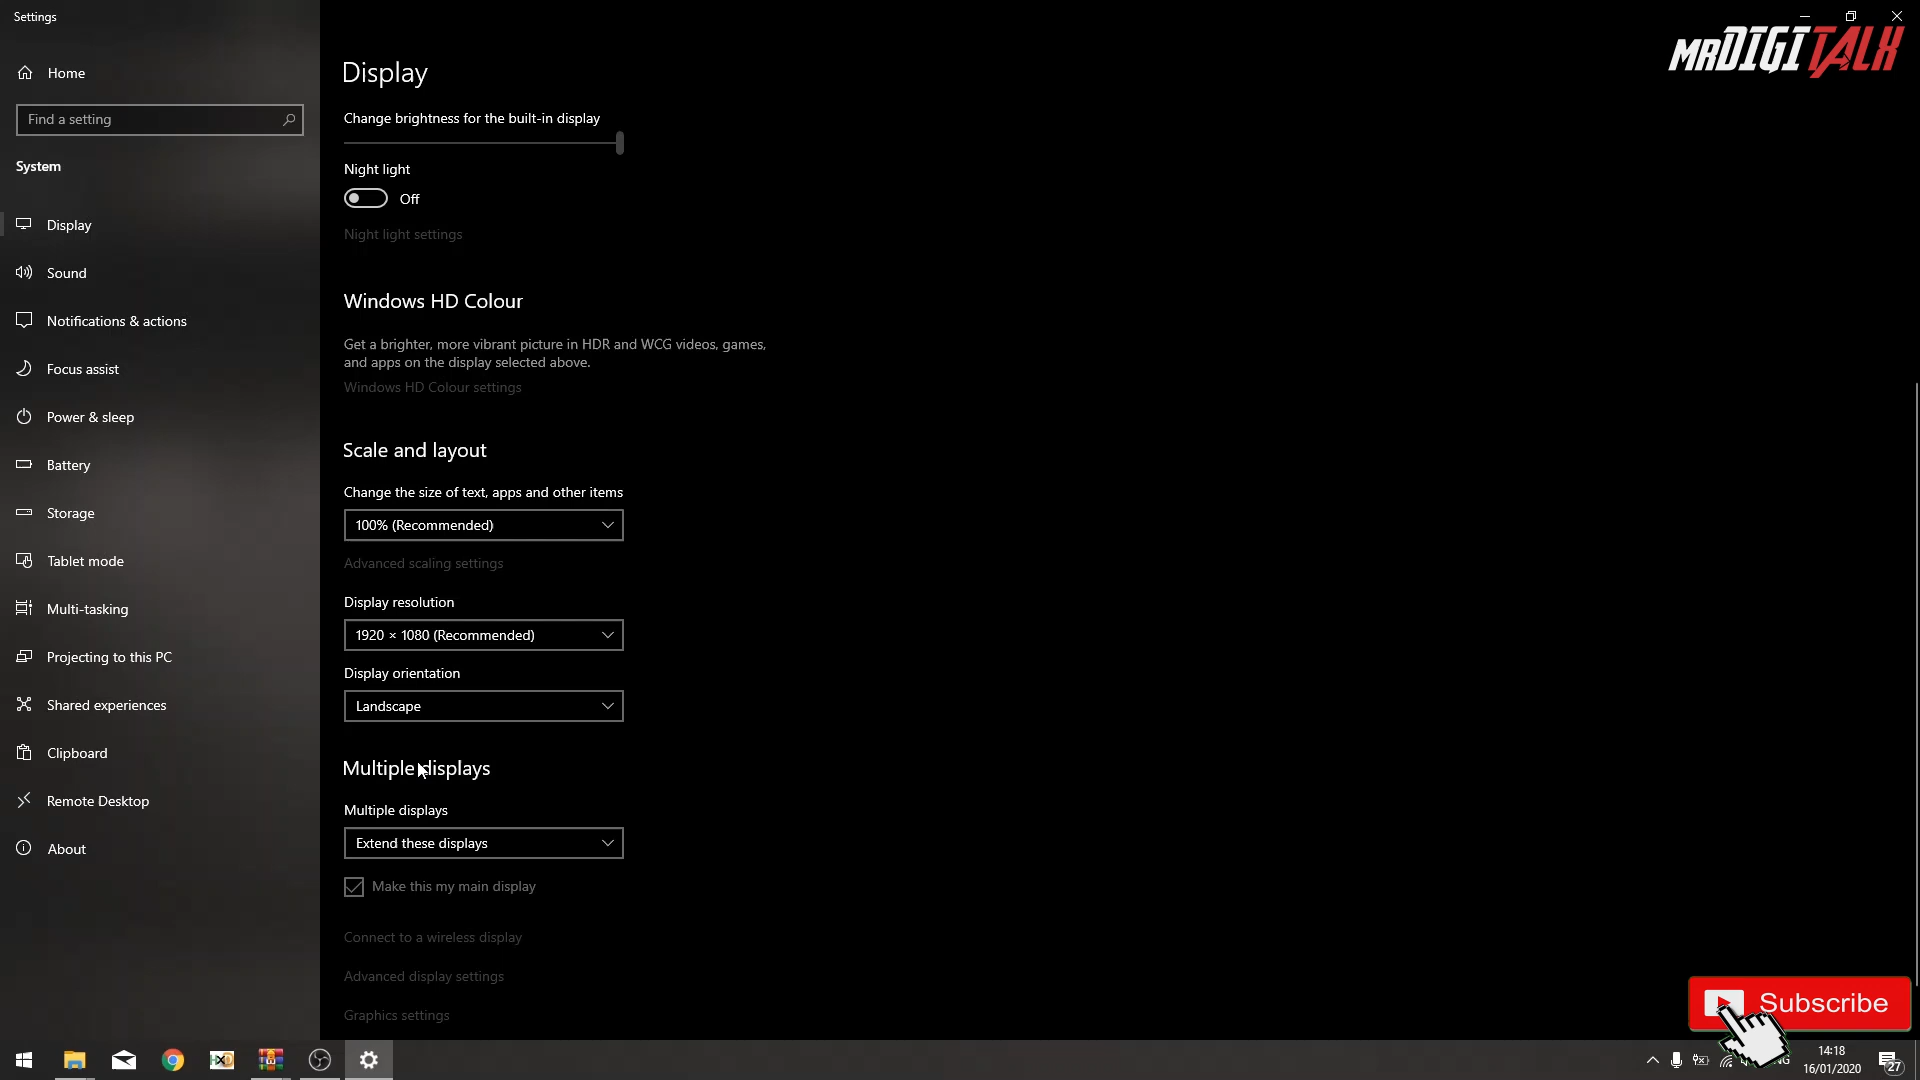 Settings
MRDIGITALX
Home
Find a setting
System
Display
Sound
Notifications & actions
Focus assist
Power & sleep
Battery
Storage
Tablet mode
Multi-tasking
Projecting to this PC
Shared experiences
Clipboard
Remote Desktop
About
Display
Change brightness for the built-in display
Night light
Off
Night light settings
Windows HD Colour
Get a brighter, more vibrant picture in HDR and WCG videos, games,
and apps on the display selected above.
Windows HD Colour settings
Scale and layout
Change the size of text, apps and other items
100% (Recommended)
Advanced scaling settings
Display resolution
1920 × 1080 (Recommended)
Display orientation
Landscape
Multiple displays
Multiple displays
Extend these displays
Make this my main display
Connect to a wireless display
Advanced display settings
Graphics settings
Subscribe
14:18
16/01/2020
27